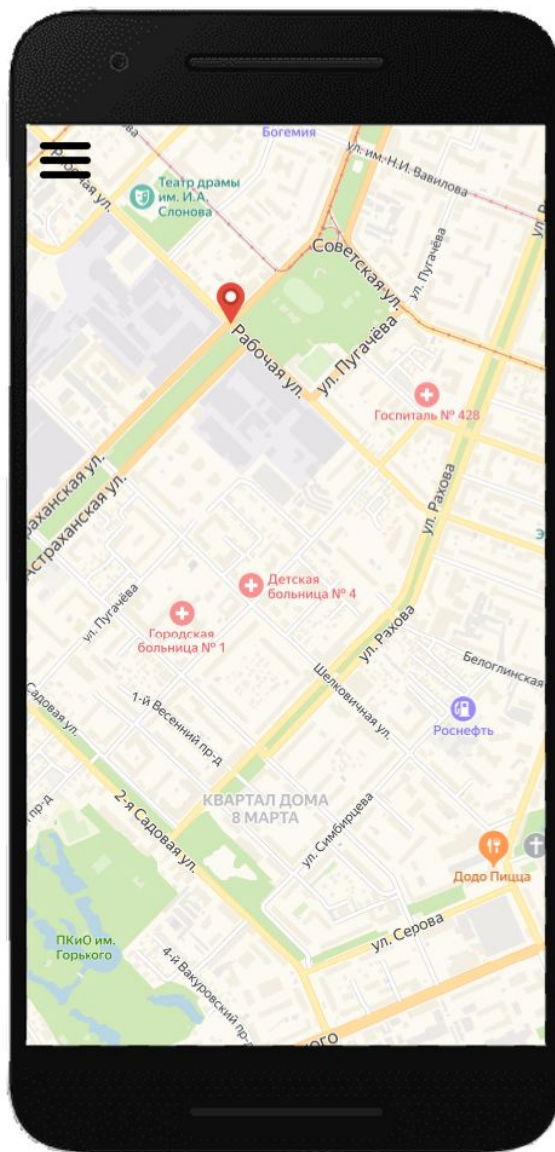 Богемия
ул. им. Н.И. Вавилова
Рабочая ул.
Театр драмы
им. И.А.
Слонова
Советская ул.
ул. Пугачёва
Рабочая ул.
ул. Пугачёва
Госпиталь № 428
ул. Рахова
Астраханская ул.
Детская
больница № 4
ул. Пугачёва
Городская
больница № 1
ул. Рахова
Белоглинская
Шелковичная ул.
Садовая ул.
1-й Весенний пр-д
Роснефть
пр-д
2-я Садовая ул.
КВАРТАЛ ДОМА
8 МАРТА
ул. Симбирцева
Додо Пицца
ул. Серова
ПКиО им.
Горького
4-й Вакуровский пр-д